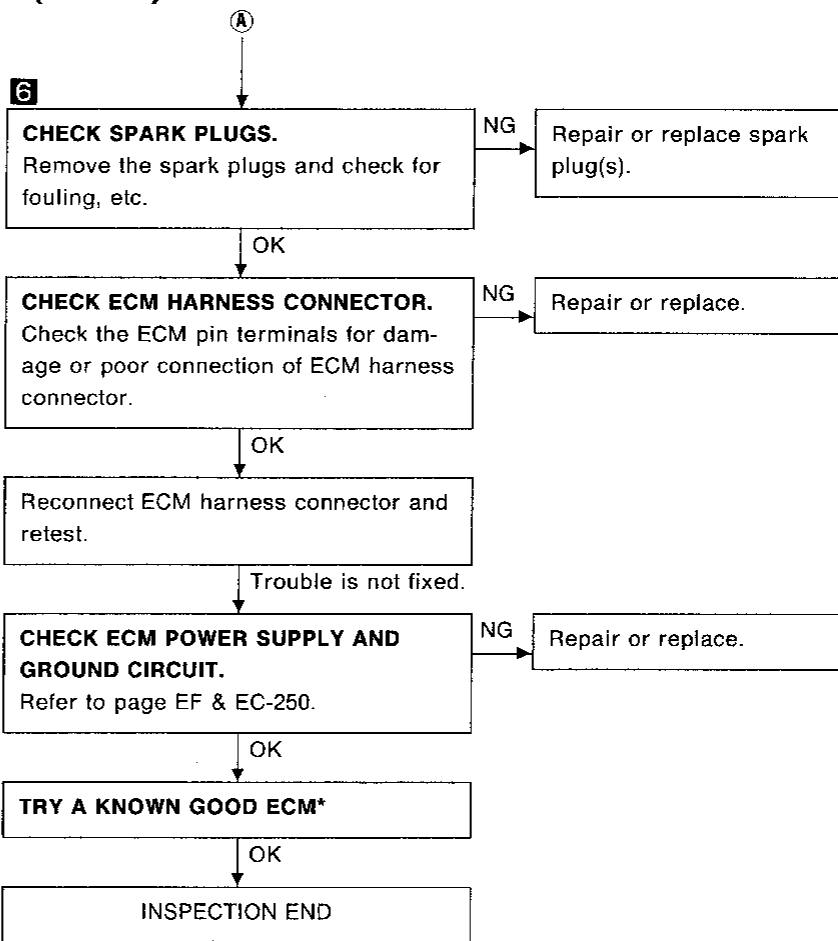 A
6
CHECK SPARK PLUGS.
Remove the spark plugs and check for
fouling, etc.
NG
Repair or replace spark
plug(s).
OK
CHECK ECM HARNESS CONNECTOR.
Check the ECM pin terminals for dam-
age or poor connection of ECM harness
connector.
NG
Repair or replace.
OK
Reconnect ECM harness connector and
retest.
Trouble is not fixed.
CHECK ECM POWER SUPPLY AND
GROUND CIRCUIT.
Refer to page EF & EC-250.
NG
Repair or replace.
OK
TRY A KNOWN GOOD ECM*
OK
INSPECTION END